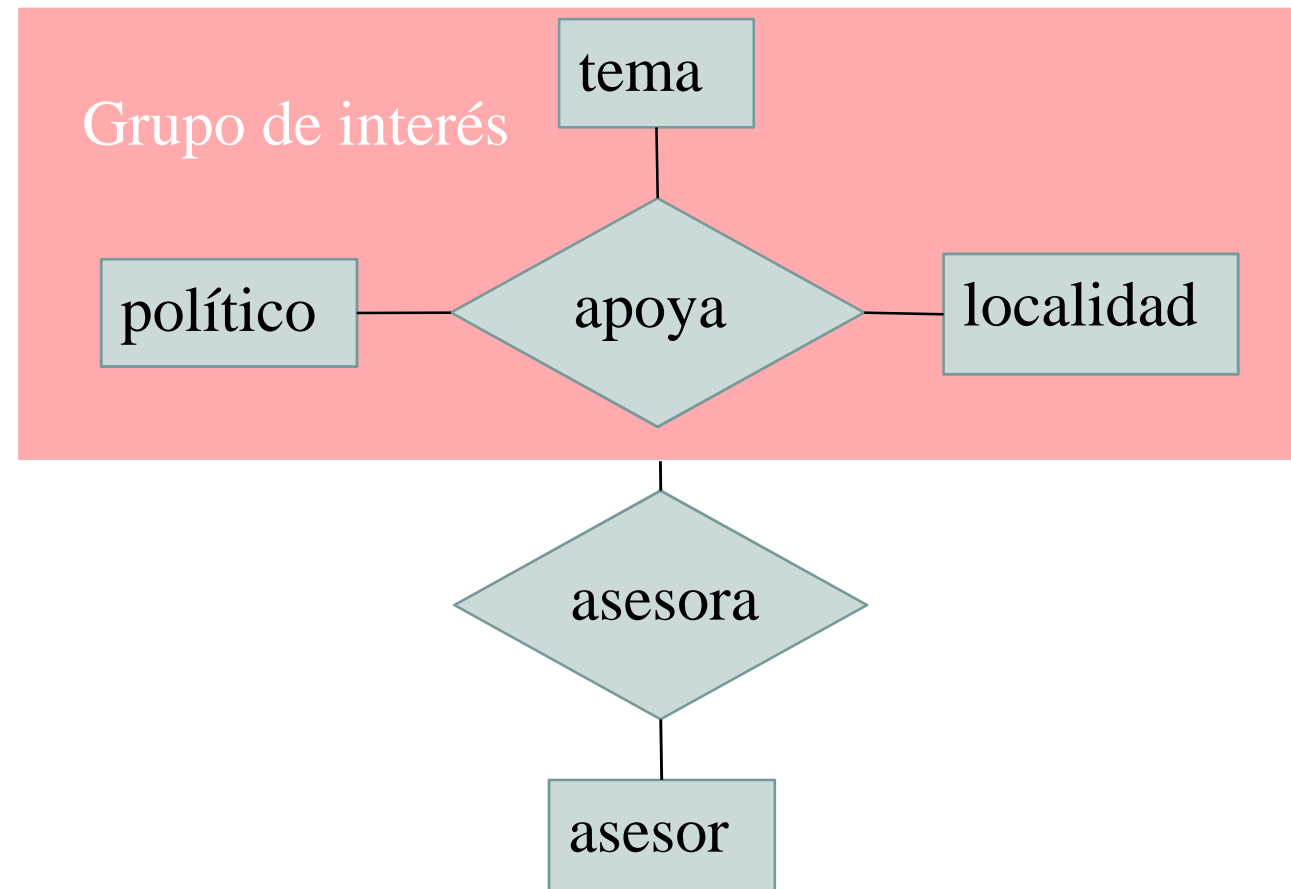 tema
Grupo de interés
político
apoya
localidad
asesora
asesor